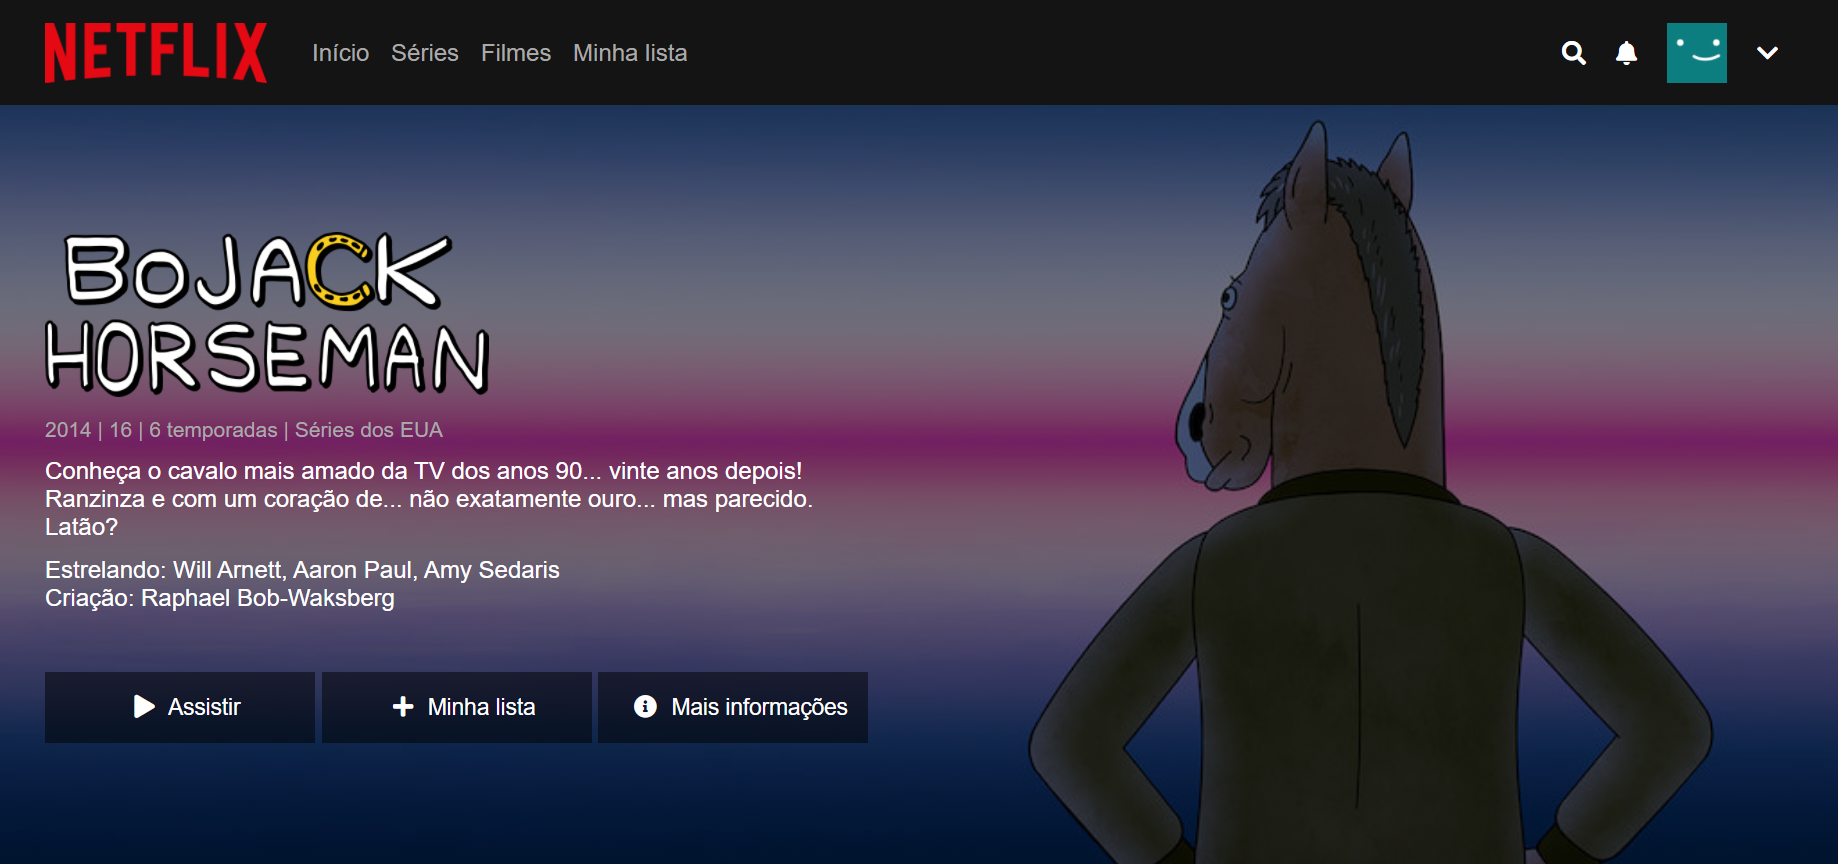 NETFLIX
Início Séries Filmes Minha lista
BOJACK
HORSEMAN
2014 | 16 | 6 temporadas | Séries dos EUA
Conheça o cavalo mais amado da TV dos anos 90... vinte anos depois!
Ranzinza e com um coração de... não exatamente ouro... mas parecido.
Latão?
Estrelando: Will Arnett, Aaron Paul, Amy Sedaris
Criação: Raphael Bob-Waksberg
Assistir
Minha lista
Mais informações